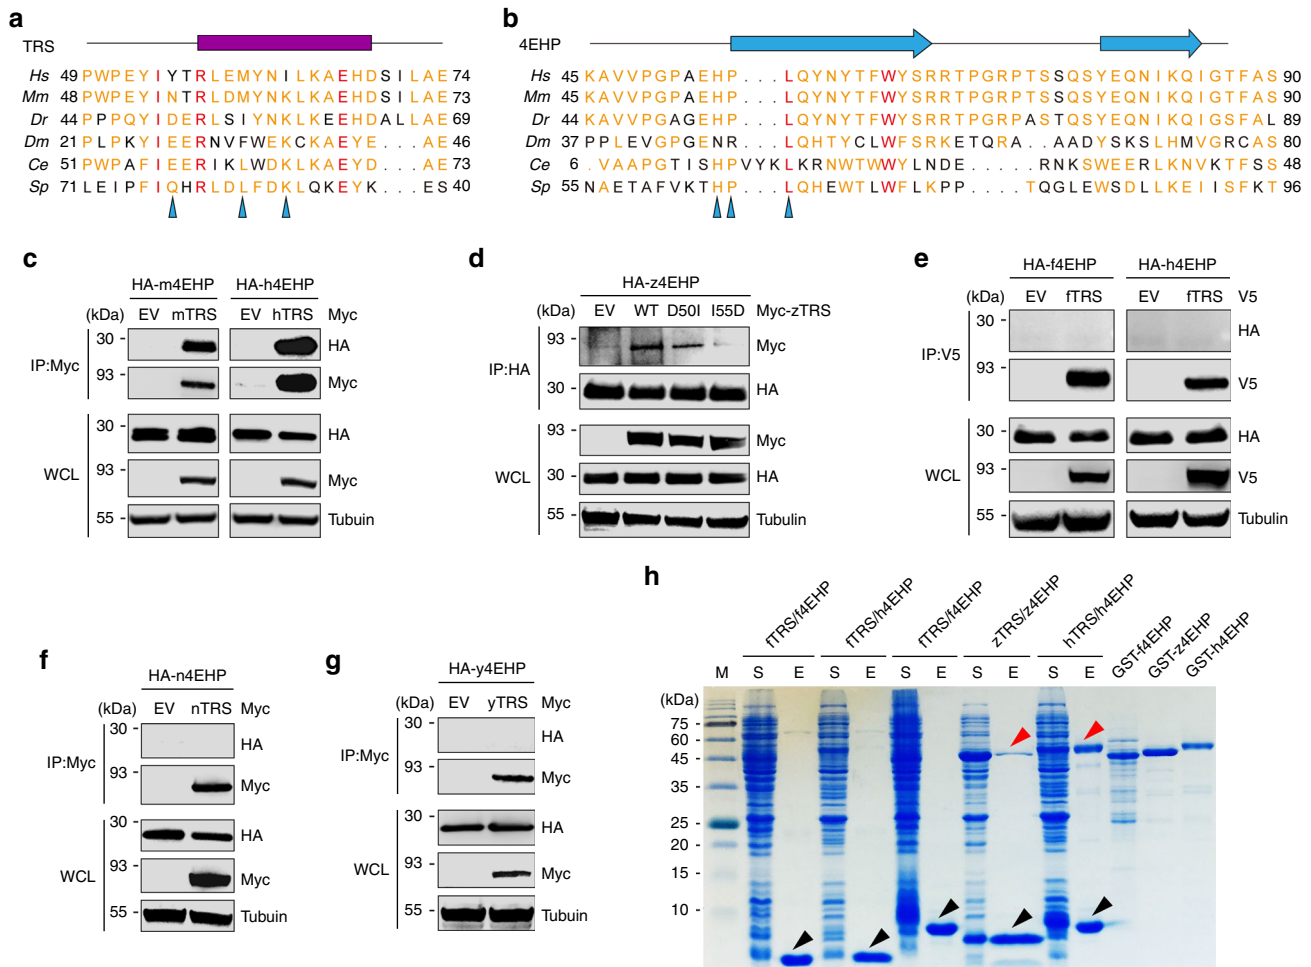 a
TRS
Hs 49 PWPEYIYTRLEMYNILKAEHDSILAE 74
Mm 48 PWPEYINTRLDMYNKLKAEHDSILAE 73
Dr 44 PPPQYIDERLSIYNKLKEEHDALLAE 69
Dm 21 PLPKYIEERNVFWEKCKAEYE...AE 46
Ce 51 PWPAFIEERIKLWDKLKAEYD...AE 73
Sp 71 LEIPFIQHRLDLFDKLQKEYK...ES 40
b
4EHP
Hs 45 KAVVPGPAEHP...LQYNYTFWYSRRTPGRPTSSQSYEQNIKQIGTFAS 90
Mm 45 KAVVPGPAEHP...LQYNYTFWYSRRTPGRPTSSQSYEQNIKQIGTFAS 90
Dr 44 KAVVPGAGEHP...LQYNYTFWYSRRTPGRPASTQSYEQNIKQIGSFAL 89
Dm 37 PPLEVGPGENR...LQHTYCLWFSRKETQRA..AADYSKSLHMVGRCAS 80
Ce 6 .VAAPGTISHPVYKLKRNWTWWYLNDE....RNKSWEERLKNVKTFSS 48
Sp 55 NAETAFVKTHP...LQHEWTLWFLKPP.....TQGLEWSDLLKEIISFKT 96
c
HA-m4EHP HA-h4EHP
(kDa) EV mTRS EV hTRS Myc
IP:Myc
30 - HA
93 - Myc
WCL
30 - HA
93 - Myc
55 - Tubuin
d
HA-z4EHP
(kDa) EV WT D50I I55D Myc-zTRS
IP:HA
93 - Myc
30 - HA
WCL
93 - Myc
30 - HA
55 - Tubulin
e
HA-f4EHP HA-h4EHP
(kDa) EV fTRS EV fTRS V5
IP:V5
30 - HA
93 - V5
WCL
30 - HA
93 - V5
55 - Tubulin
f
HA-n4EHP
(kDa) EV nTRS Myc
IP:Myc
30 - HA
93 - Myc
WCL
30 - HA
93 - Myc
55 - Tubuin
g
HA-y4EHP
(kDa) EV yTRS Myc
IP:Myc
30 - HA
93 - Myc
WCL
30 - HA
93 - Myc
55 - Tubulin
h
fTRS/f4EHP fTRS/h4EHP fTRS/f4EHP zTRS/z4EHP hTRS/h4EHP GST-f4EHP GST-z4EHP GST-h4EHP
M S E S E S E S E S E
(kDa)
75 -
60 -
45 -
35 -
25 -
20 -
15 -
10 -